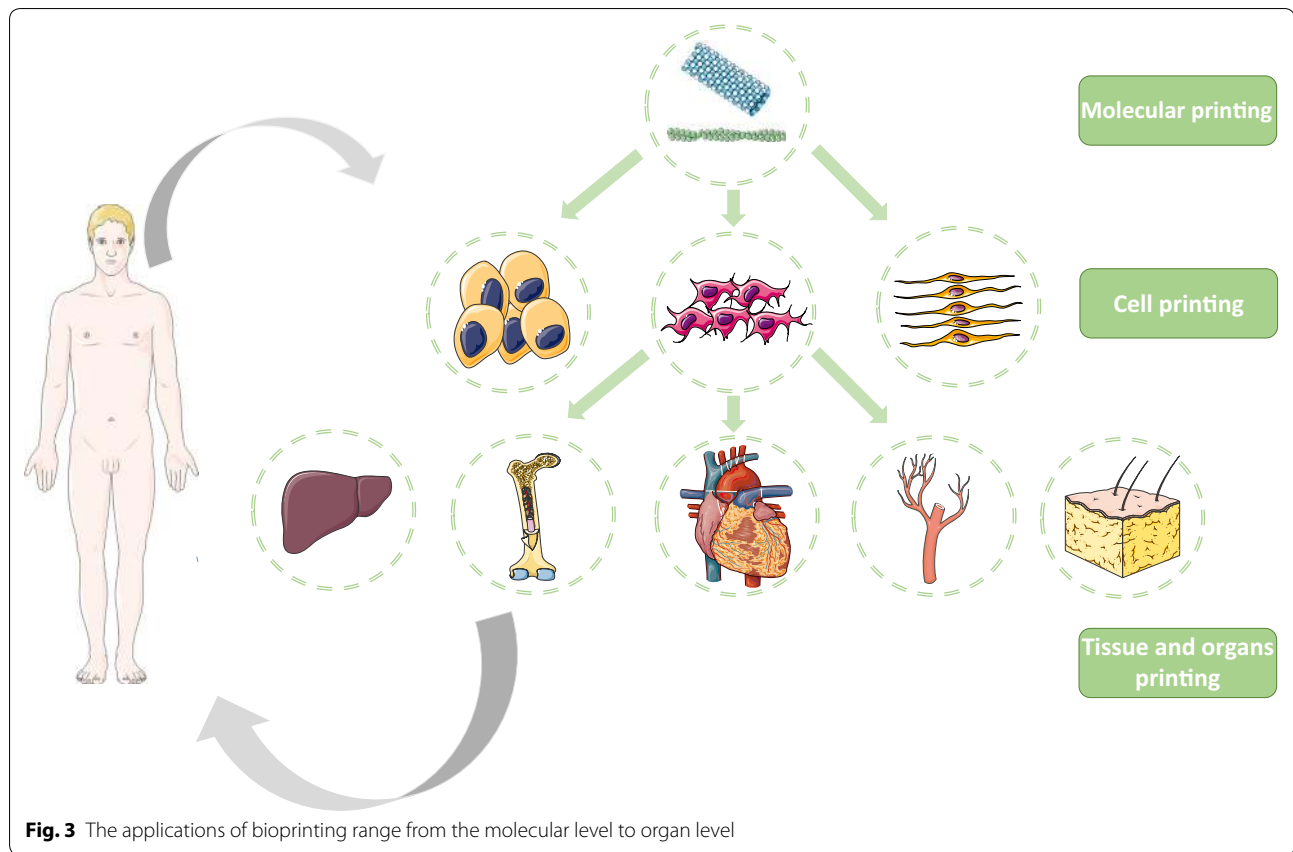 Molecular printing
Cell printing
Tissue and organs
printing
Fig. 3 The applications of bioprinting range from the molecular level to organ level